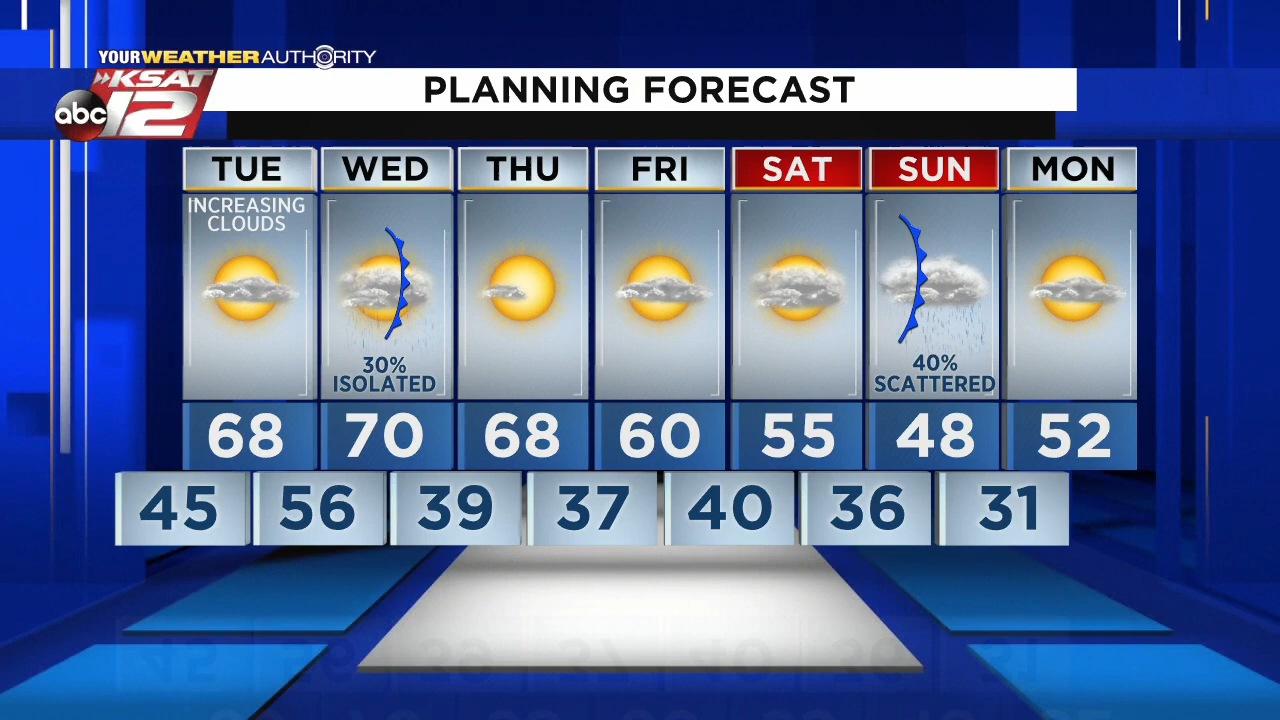 YOURWEATHERAUTHORITY
KSAT
abc 12
PLANNING FORECAST
TUE WED THU FRI SAT SUN MON
INCREASING
CLOUDS
30%
ISOLATED
40%
SCATTERED
68 70 68 60 55 48 52
45 56 39 37 40 36 31